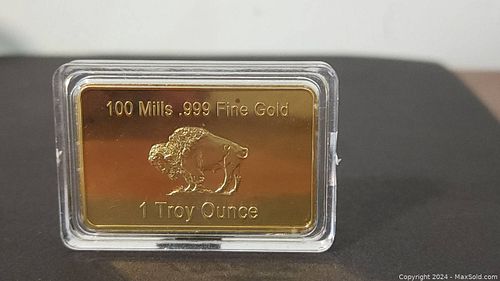 100 Mills .999 Fine Gold
1 Troy Ounce
Copyright 2024 - MaxSold.com